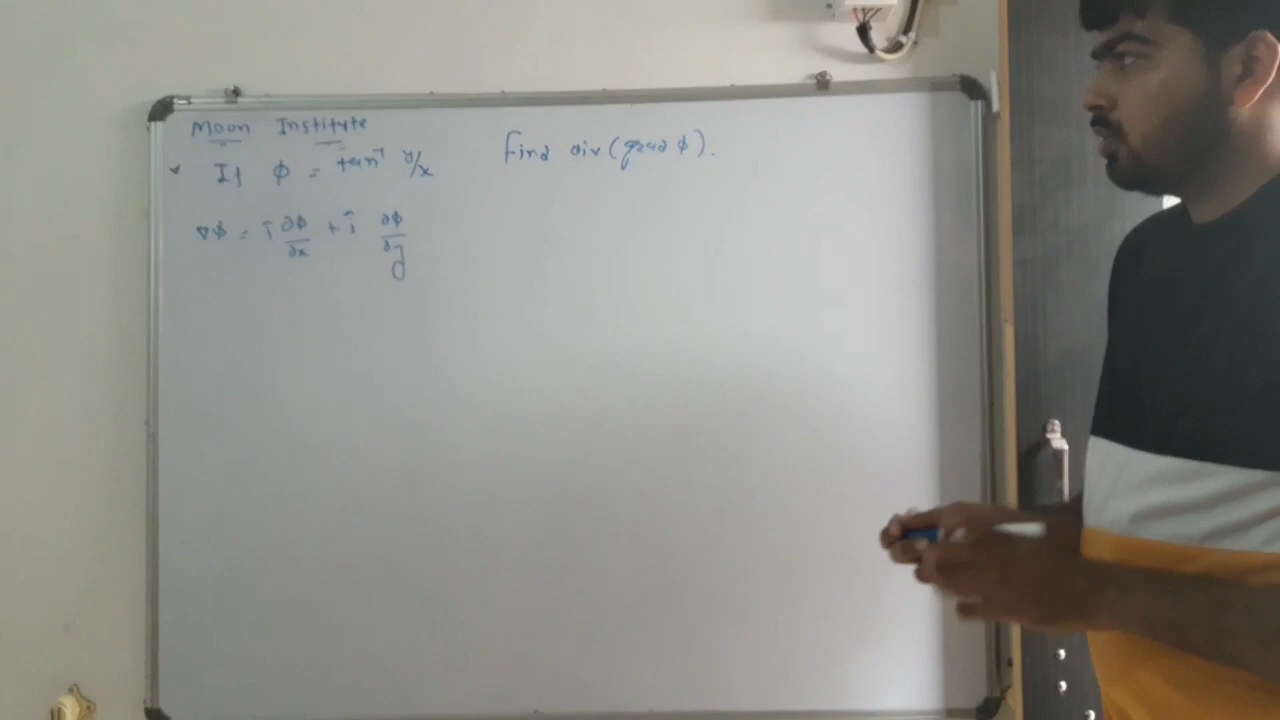 Moon Institute
If ϕ = tan⁻¹ y/x find div (grad ϕ).
∇ϕ = î ∂ϕ/∂x + ĵ ∂ϕ/∂y